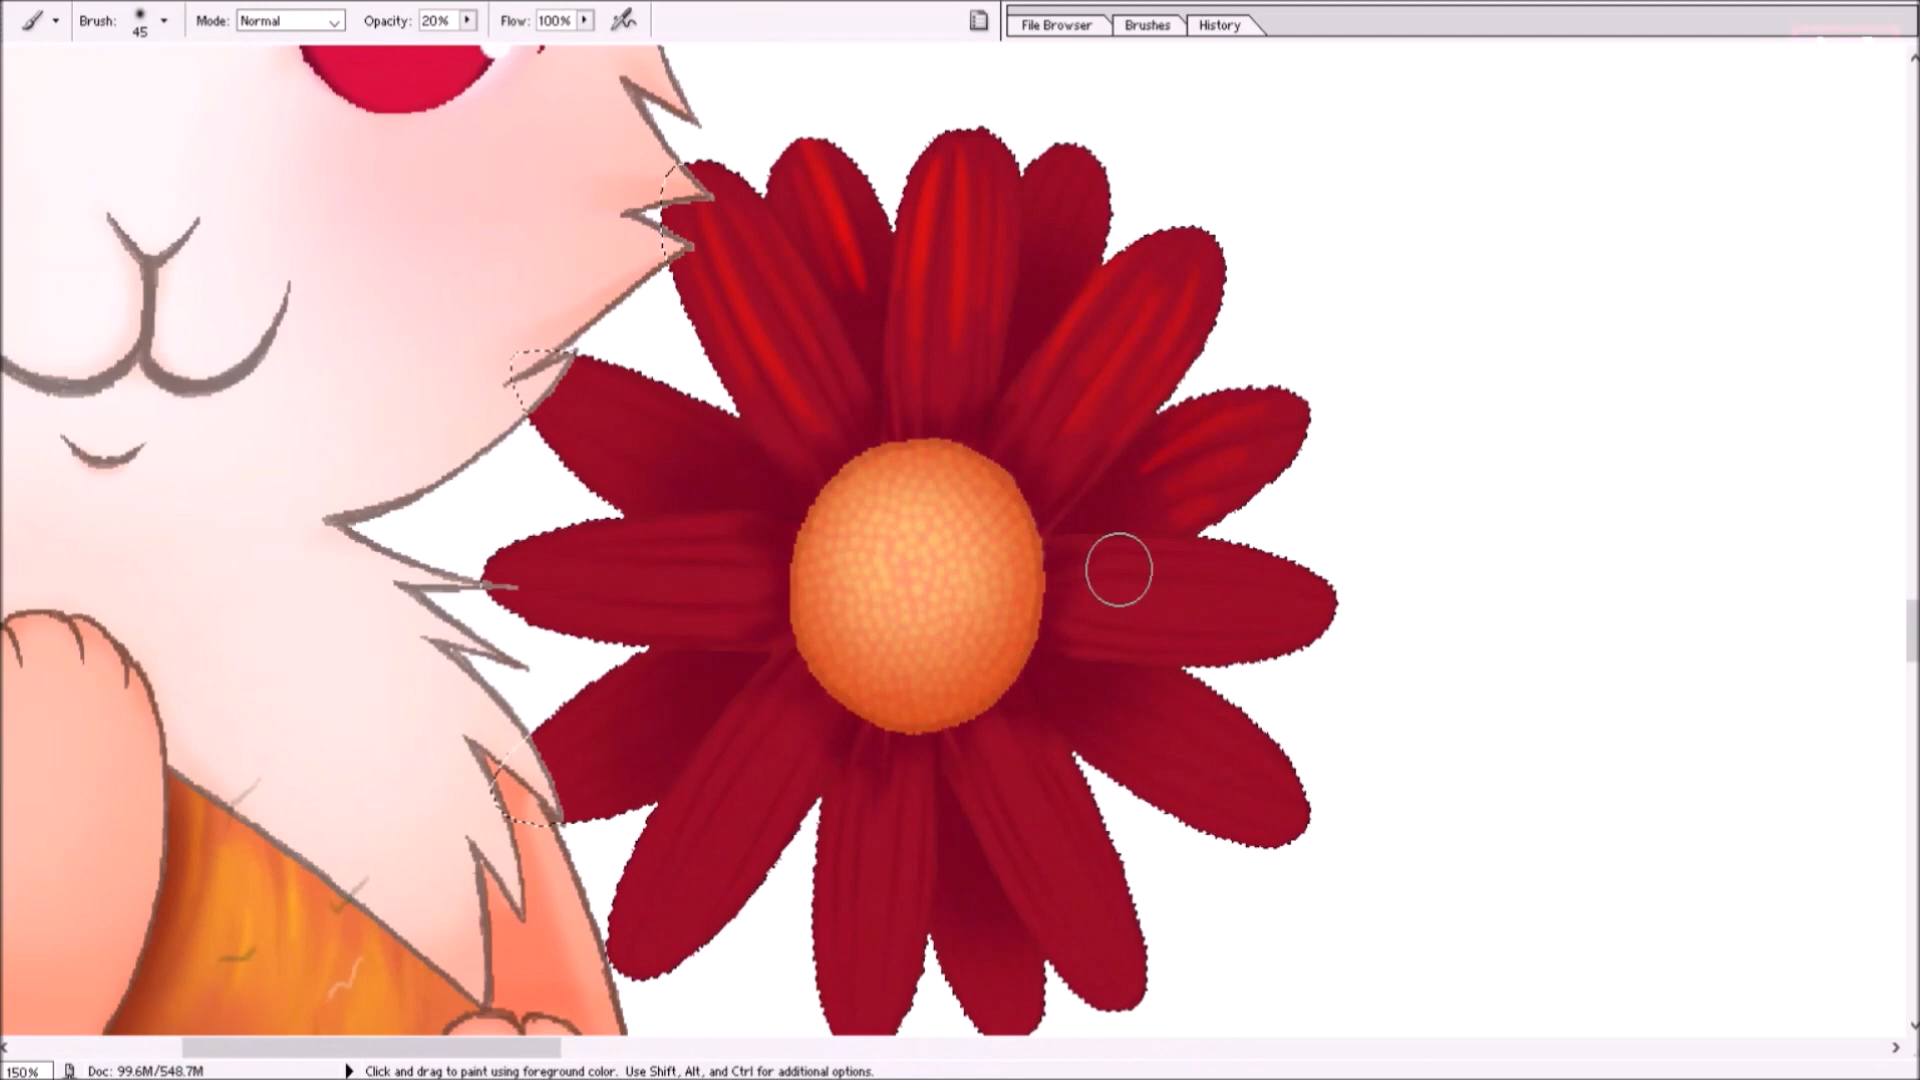 Brush: 45 Mode: Normal Opacity: 20% Flow: 100% File Browser Brushes History
150% Doc: 99.6M/548.7M Click and drag to paint using foreground color. Use Shift, Alt, and Ctrl for additional options.